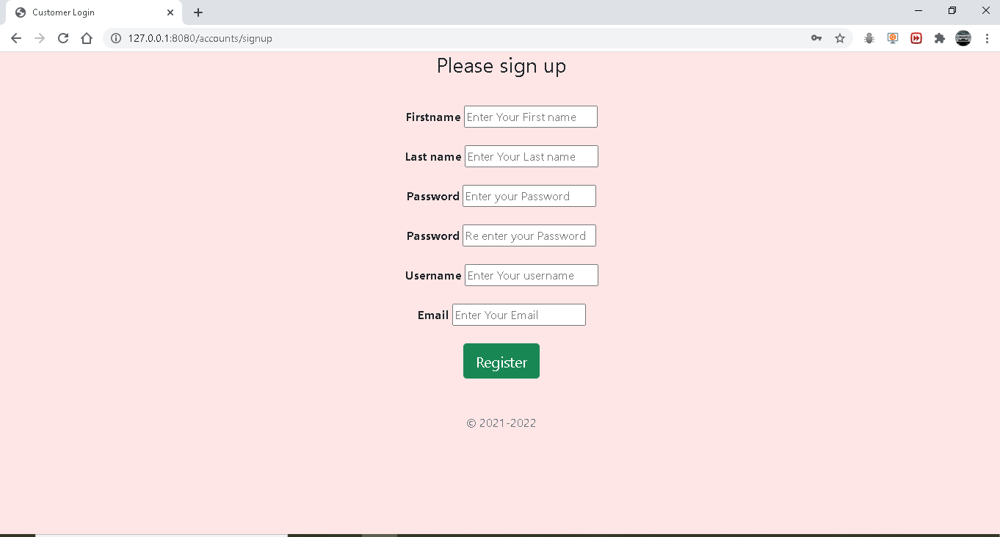 Customer Login
127.0.0.1:8080/accounts/signup
Please sign up
Firstname Enter Your First name
Last name Enter Your Last name
Password Enter your Password
Password Re enter your Password
Username Enter Your username
Email Enter Your Email
Register
© 2021-2022